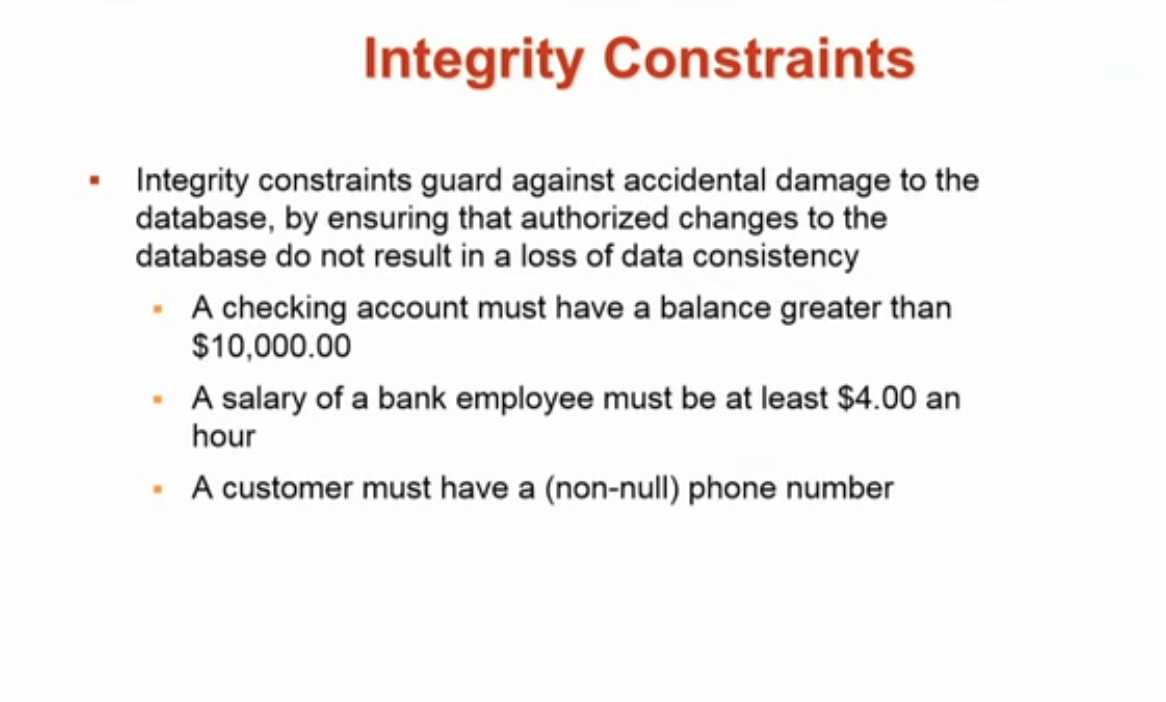 Integrity Constraints
▪ Integrity constraints guard against accidental damage to the
database, by ensuring that authorized changes to the
database do not result in a loss of data consistency
▪ A checking account must have a balance greater than
$10,000.00
▪ A salary of a bank employee must be at least $4.00 an
hour
▪ A customer must have a (non-null) phone number